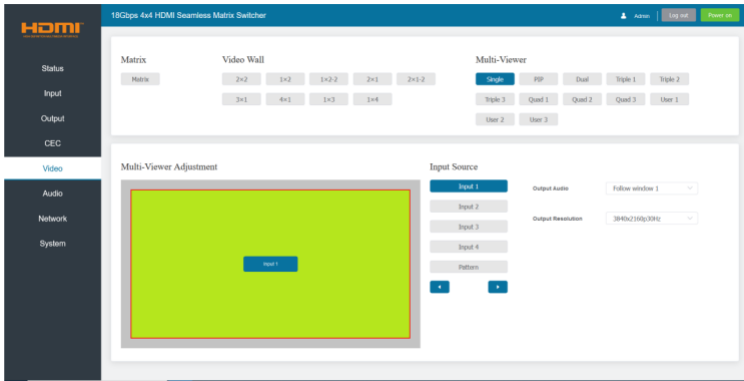 HDMI
18Gbps 4x4 HDMI Seamless Matrix Switcher
Admin
Log out
Power on
Status
Input
Output
CEC
Video
Audio
Network
System
Matrix
Matrix
Video Wall
2×2 1×2 1×2-2 2×1 2×1-2
3×1 4×1 1×3 1×4
Multi-Viewer
Single PIP Dual Triple 1 Triple 2
Triple 3 Quad 1 Quad 2 Quad 3 User 1
User 2 User 3
Multi-Viewer Adjustment
Input 1
Input Source
Input 1
Input 2
Input 3
Input 4
Pattern
Output Audio Follow window 1
Output Resolution 3840x2160p30Hz